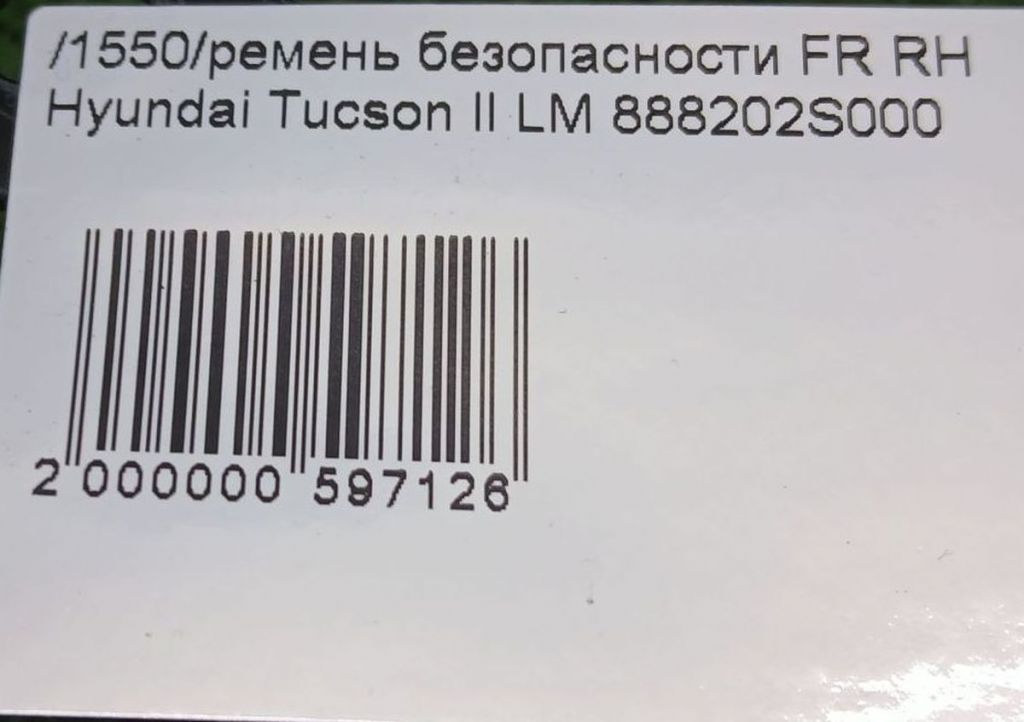 /1550/ремень безопасности FR RH
Hyundai Tucson II LM 888202S000
2 000000 597126